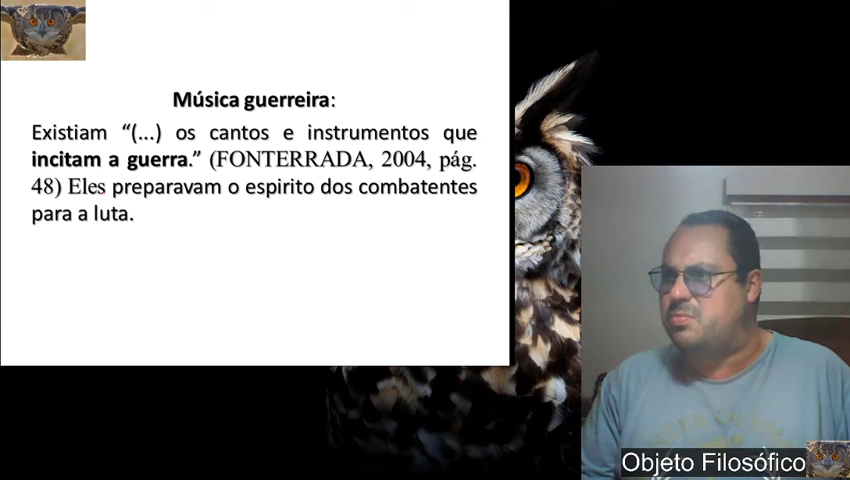 Música guerreira:
Existiam “(...) os cantos e instrumentos que
incitam a guerra.” (FONTERRADA, 2004, pág.
48) Eles preparavam o espirito dos combatentes
para a luta.
Objeto Filosófico